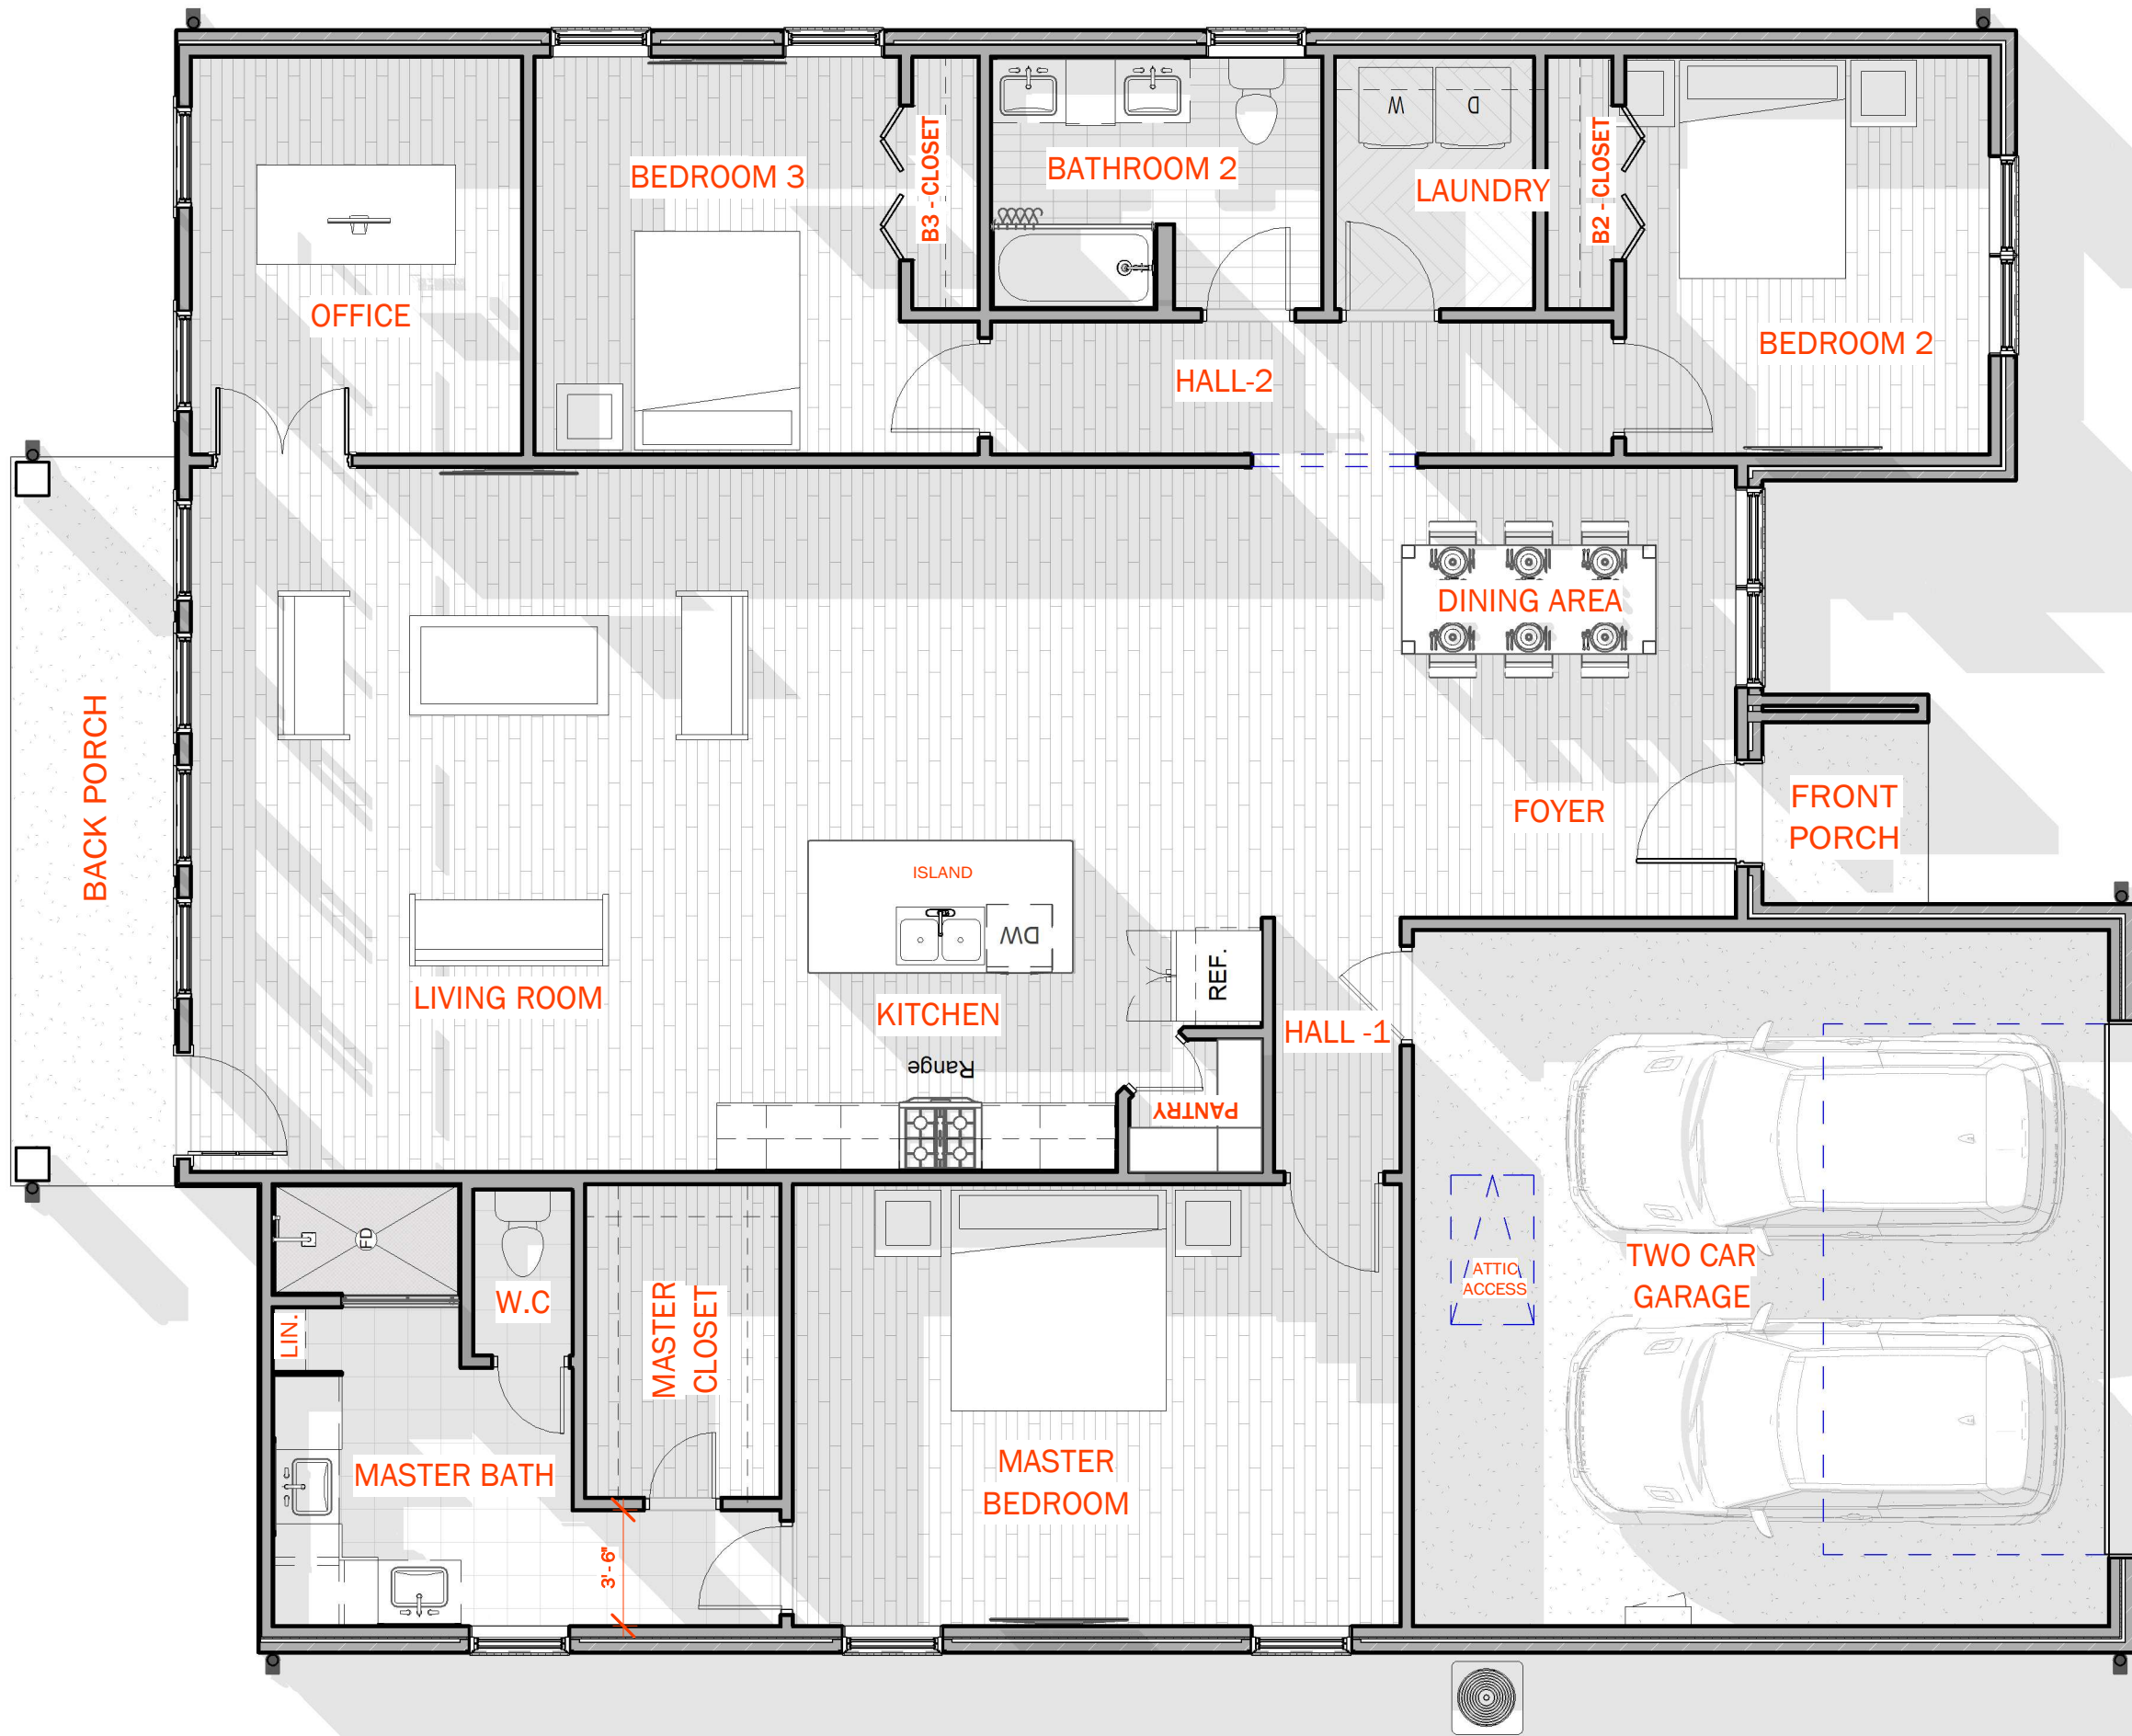 W
D
BEDROOM 3
B3 - CLOSET
BATHROOM 2
LAUNDRY
B2 - CLOSET
OFFICE
BEDROOM 2
HALL-2
DINING AREA
BACK PORCH
FOYER
FRONT
PORCH
ISLAND
DW
REF.
LIVING ROOM
KITCHEN
HALL -1
Range
PANTRY
FD
W.C
LIN.
MASTER
CLOSET
ATTIC
ACCESS
TWO CAR
GARAGE
MASTER BATH
MASTER
BEDROOM
3' - 6"